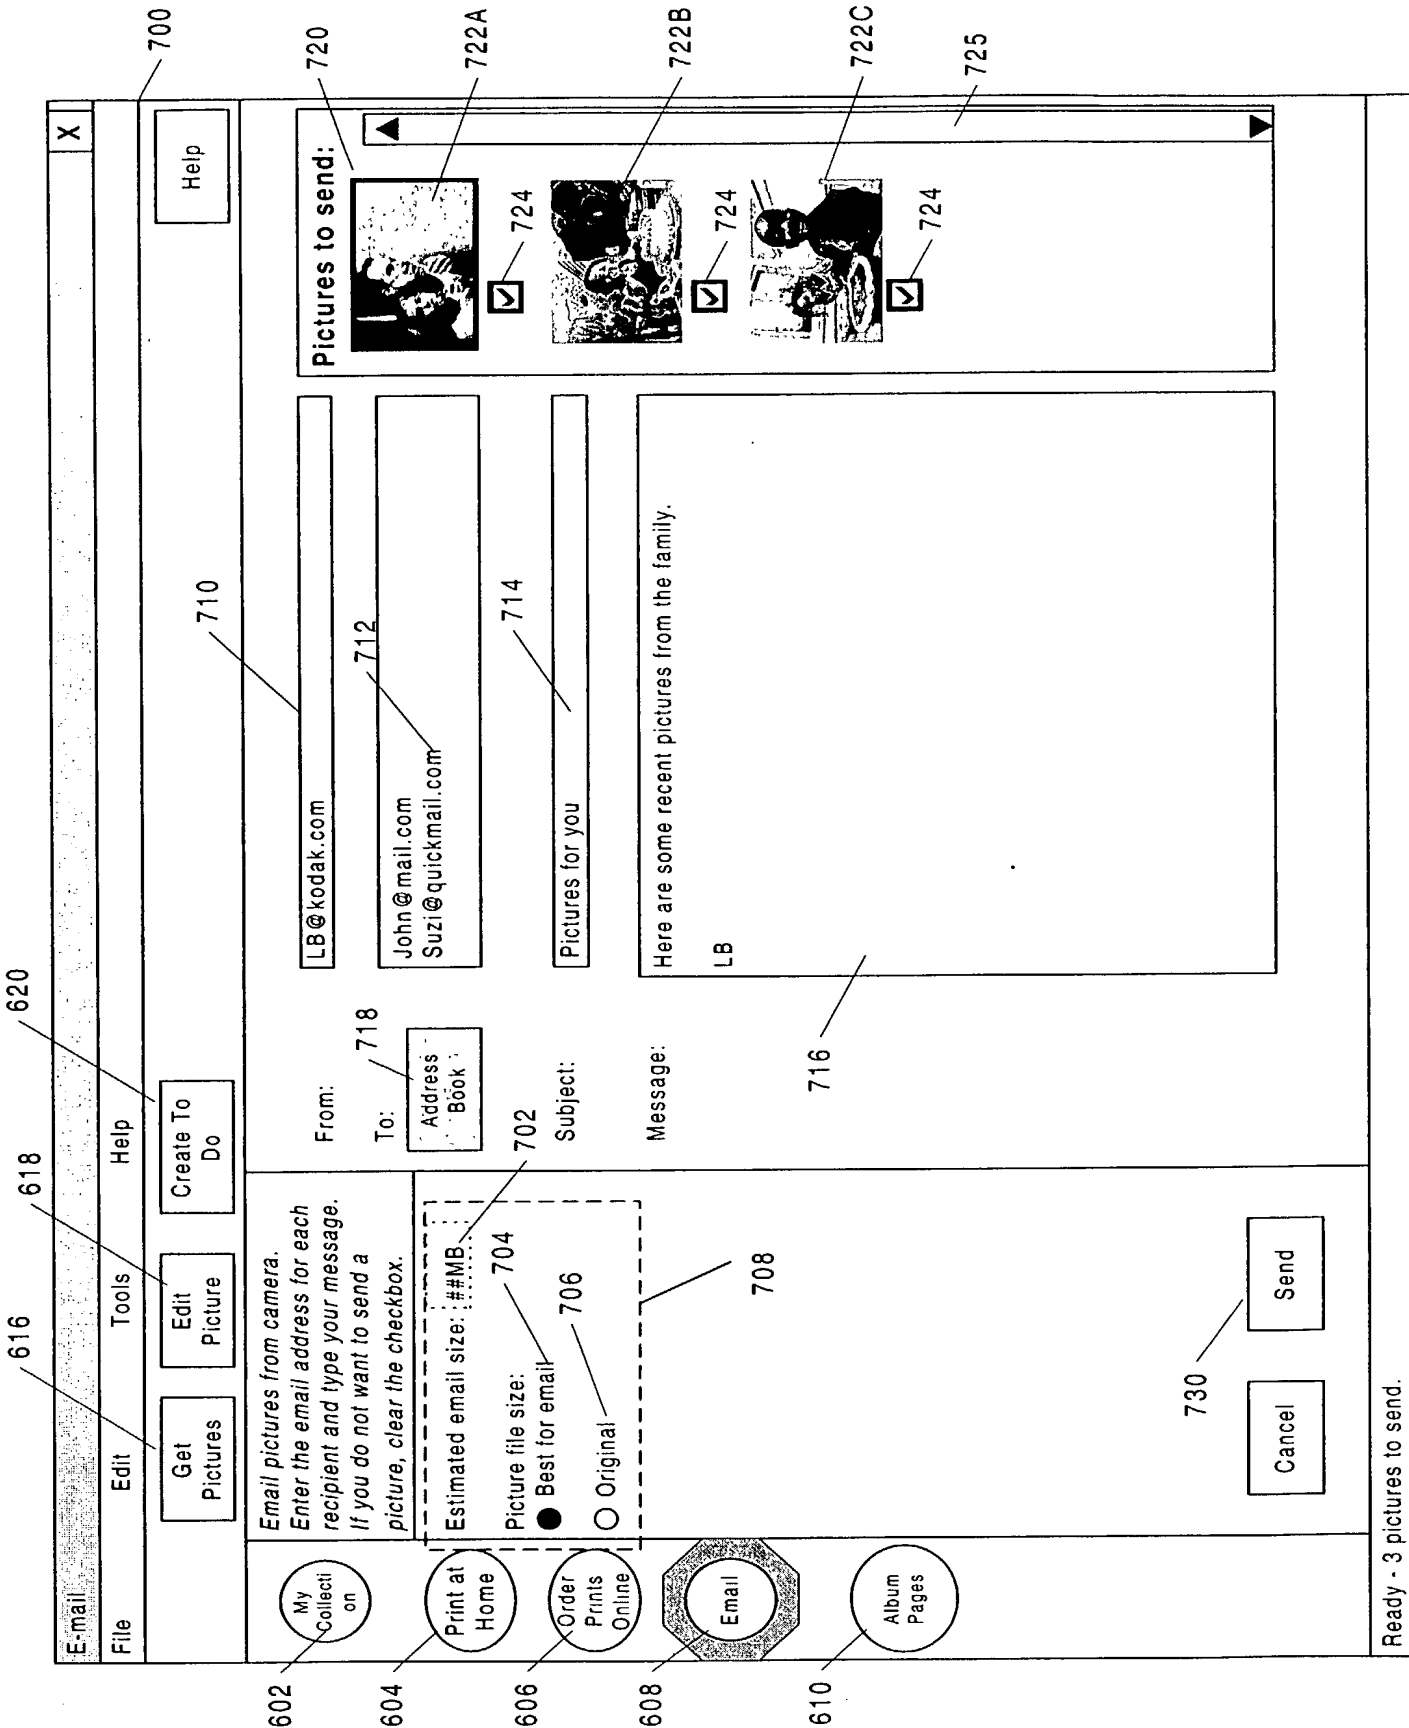 E-mail
X
700
File
Edit
Tools
Help
616
618
620
Get
Pictures
Edit
Picture
Create To
Do
Help
602
My
Collecti
on
604
Print at
Home
606
Order
Prints
Online
608
Email
610
Album
Pages
Email pictures from camera.
Enter the email address for each
recipient and type your message.
If you do not want to send a
picture, clear the checkbox.
Estimated email size: ##MB
702
Picture file size:
Best for email
704
Original
706
708
730
Cancel
Send
From:
LB@kodak.com
710
To:
718
Address
Book
John@mail.com
Suzi@quickmail.com
712
Subject:
Pictures for you
714
Message:
Here are some recent pictures from the family.
LB
716
Pictures to send:
720
722A
724
722B
724
722C
724
725
Ready - 3 pictures to send.